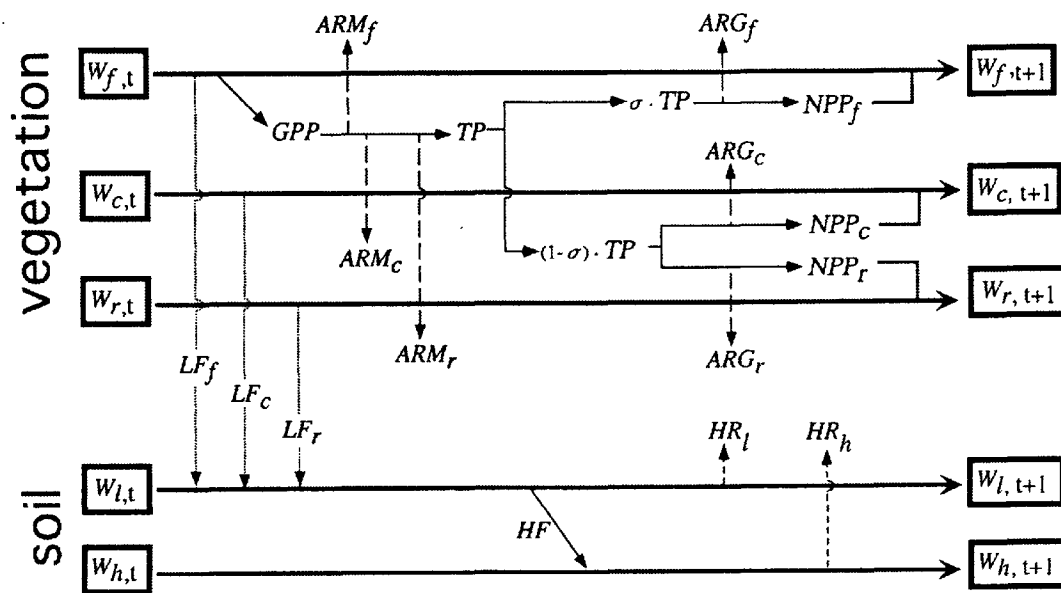 vegetation
soil
ARM_f
ARG_f
W_f,t
W_f,t+1
GPP
TP
σ · TP
NPP_f
ARG_c
W_c,t
W_c, t+1
ARM_c
(1-σ) · TP
NPP_c
NPP_r
W_r,t
W_r, t+1
ARM_r
ARG_r
LF_f
LF_c
LF_r
HR_l
HR_h
W_l,t
W_l, t+1
HF
W_h,t
W_h, t+1